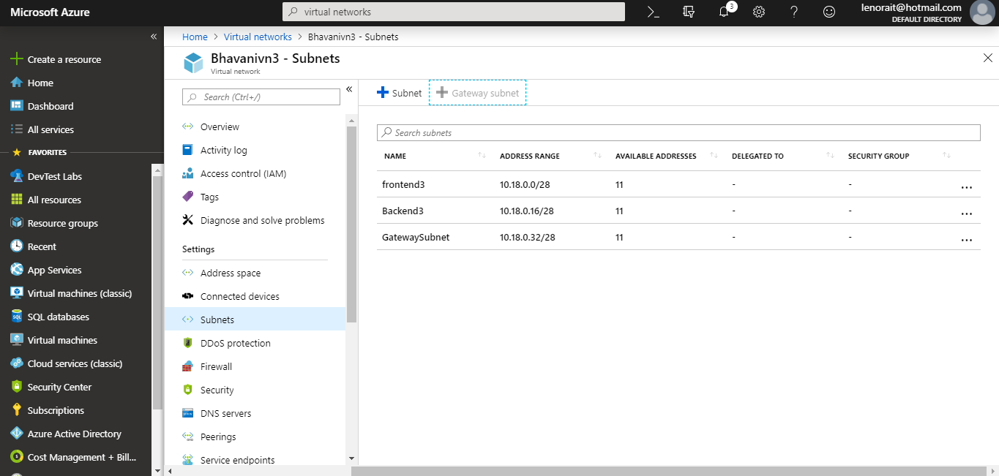 Microsoft Azure
virtual networks
3
lenorait@hotmail.com
DEFAULT DIRECTORY
Create a resource
Home
Dashboard
All services
FAVORITES
DevTest Labs
All resources
Resource groups
Recent
App Services
Virtual machines (classic)
SQL databases
Virtual machines
Cloud services (classic)
Security Center
Subscriptions
Azure Active Directory
Cost Management + Bill...
Home > Virtual networks > Bhavanivn3 - Subnets
Bhavanivn3 - Subnets
Virtual network
Search (Ctrl+/)
Overview
Activity log
Access control (IAM)
Tags
Diagnose and solve problems
Settings
Address space
Connected devices
Subnets
DDoS protection
Firewall
Security
DNS servers
Peerings
Service endpoints
Subnet Gateway subnet
Search subnets
NAME ADDRESS RANGE AVAILABLE ADDRESSES DELEGATED TO SECURITY GROUP
frontend3 10.18.0.0/28 11 - - ...
Backend3 10.18.0.16/28 11 - - ...
GatewaySubnet 10.18.0.32/28 11 - - ...